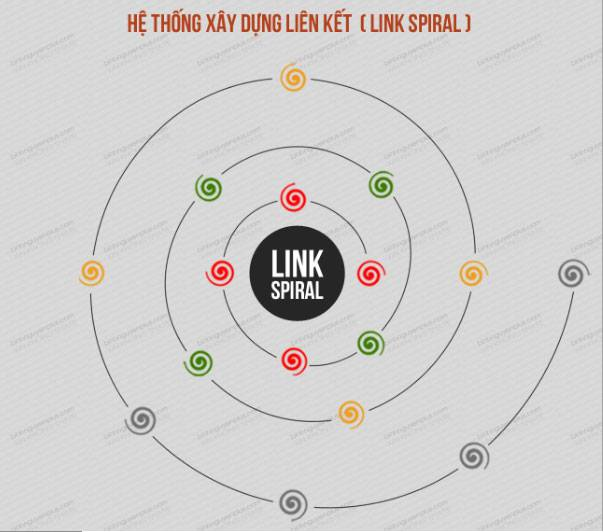 HỆ THỐNG XÂY DỰNG LIÊN KẾT ( LINK SPIRAL )
LINK
SPIRAL